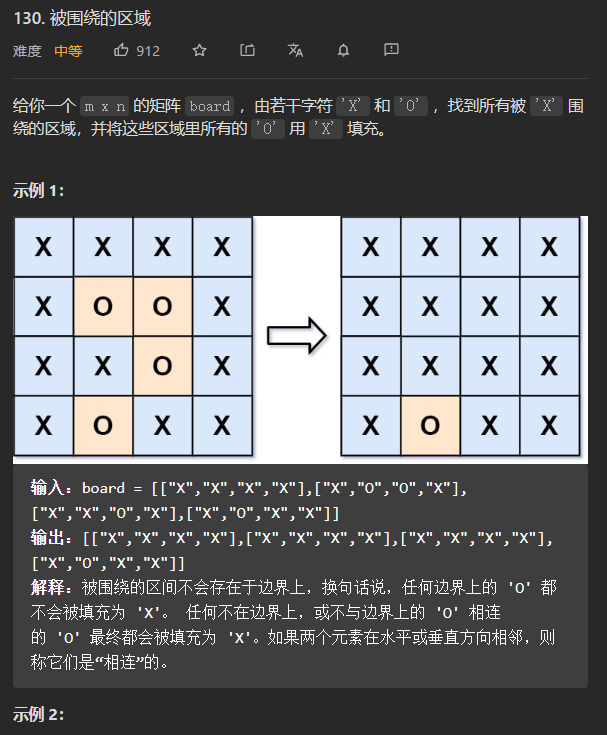 130. 被围绕的区域
难度 中等 912
给你一个 m x n 的矩阵 board ，由若干字符 'X' 和 'O' ，找到所有被 'X' 围
绕的区域，并将这些区域里所有的 'O' 用 'X' 填充。
示例 1：
X X X X X X X X
X O O X X X X X
X X O X X X X X
X O X X X O X X
输入：board = [["X","X","X","X"],["X","O","O","X"],
["X","X","O","X"],["X","O","X","X"]]
输出：[["X","X","X","X"],["X","X","X","X"],["X","X","X","X"],
["X","O","X","X"]]
解释：被围绕的区间不会存在于边界上，换句话说，任何边界上的 'O' 都
不会被填充为 'X'。 任何不在边界上，或不与边界上的 'O' 相连
的 'O' 最终都会被填充为 'X'。如果两个元素在水平或垂直方向相邻，则
称它们是“相连”的。
示例 2：